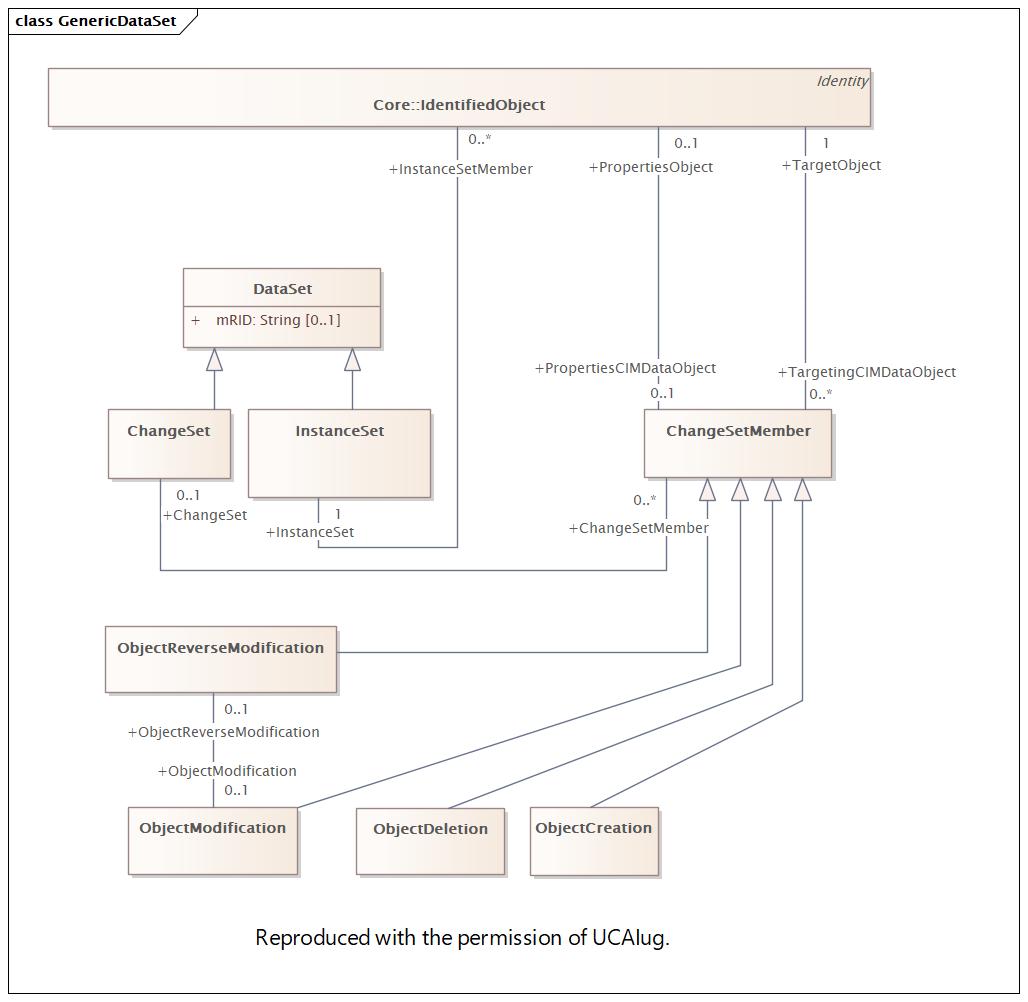 class GenericDataSet
Identity
Core::IdentifiedObject
0..*
+InstanceSetMember
0..1
+PropertiesObject
1
+TargetObject
DataSet
+ mRID: String [0..1]
+PropertiesCIMDataObject
0..1
+TargetingCIMDataObject
0..*
ChangeSet
InstanceSet
ChangeSetMember
0..1
+ChangeSet
1
+InstanceSet
0..*
+ChangeSetMember
ObjectReverseModification
0..1
+ObjectReverseModification
+ObjectModification
0..1
ObjectModification
ObjectDeletion
ObjectCreation
Reproduced with the permission of UCAIug.